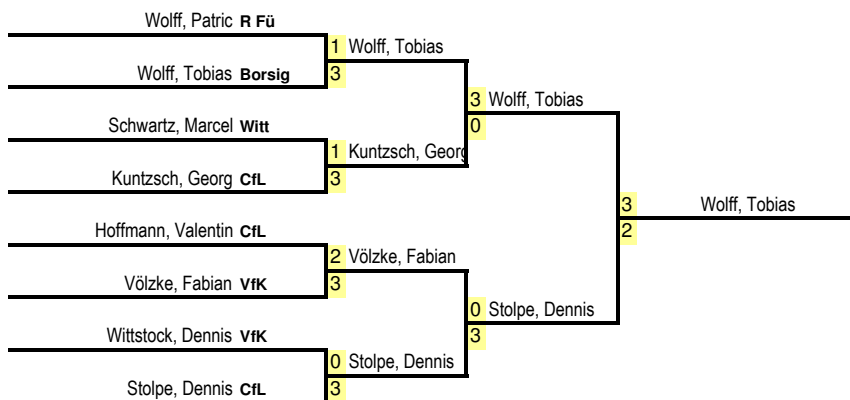 Wolff, Patric R Fü
1 Wolff, Tobias
Wolff, Tobias Borsig
3
3 Wolff, Tobias
Schwartz, Marcel Witt
0
1 Kuntzsch, Georg
Kuntzsch, Georg CfL
3
3 Wolff, Tobias
Hoffmann, Valentin CfL
2
2 Völzke, Fabian
Völzke, Fabian VfK
3
0 Stolpe, Dennis
Wittstock, Dennis VfK
3
0 Stolpe, Dennis
Stolpe, Dennis CfL
3